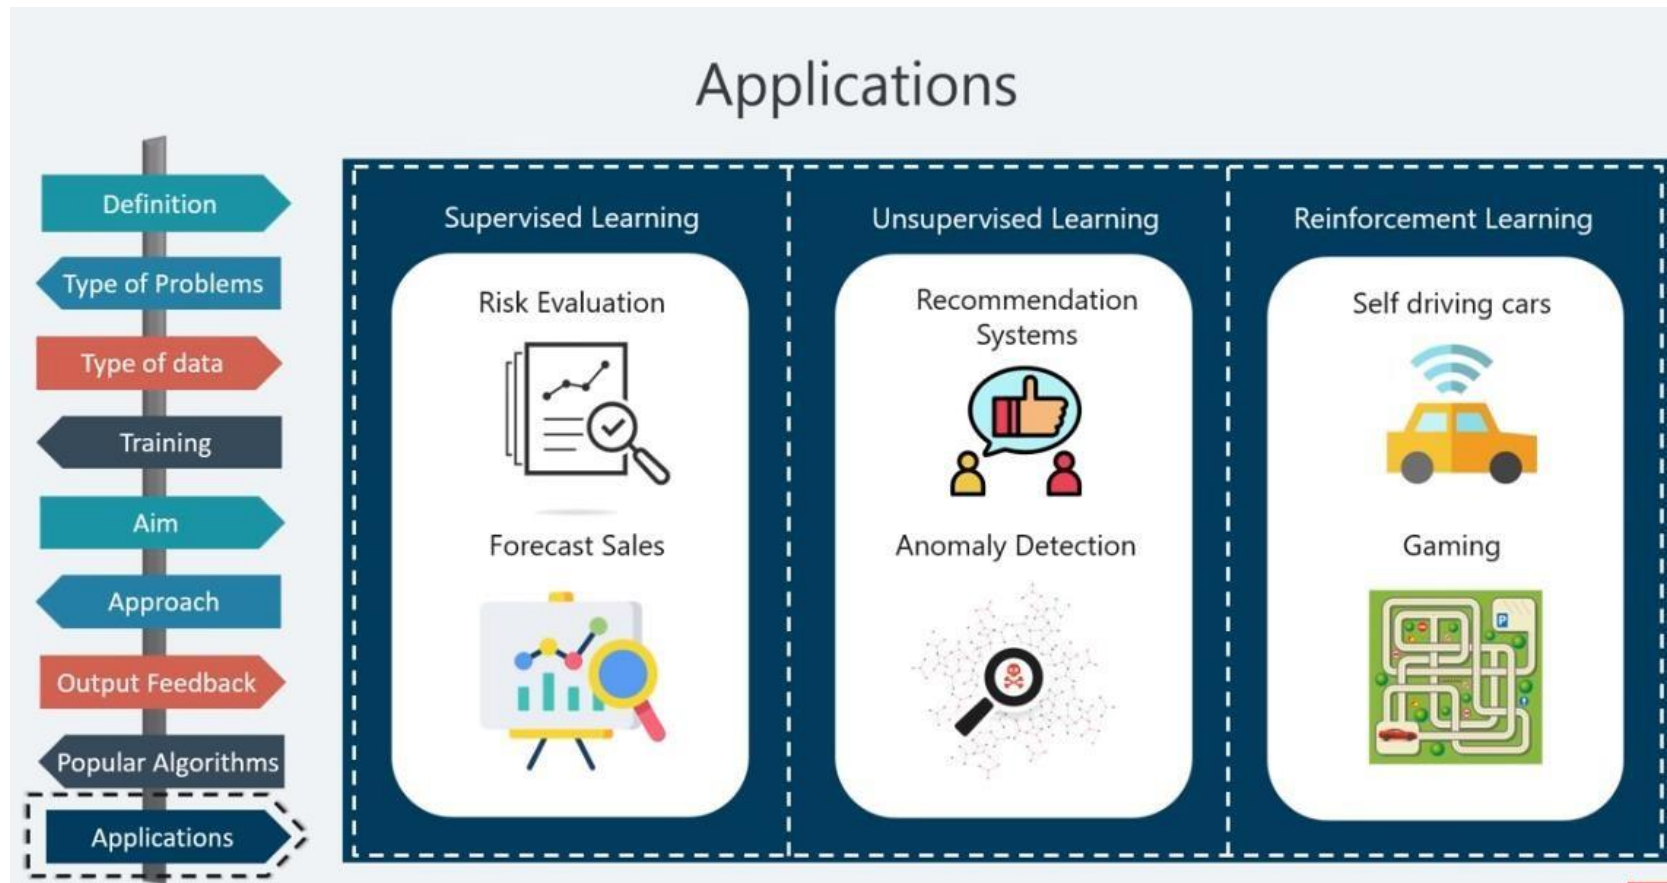 Applications
Definition
Type of Problems
Type of data
Training
Aim
Approach
Output Feedback
Popular Algorithms
Applications
Supervised Learning
Risk Evaluation
Forecast Sales
Unsupervised Learning
Recommendation
Systems
Anomaly Detection
Reinforcement Learning
Self driving cars
Gaming
P